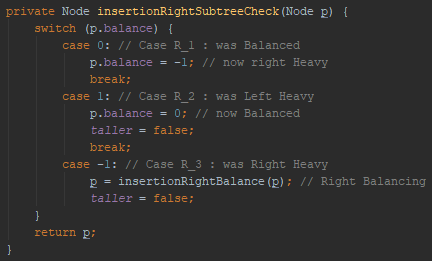 private Node insertionRightSubtreeCheck(Node p) {
    switch (p.balance) {
        case 0: // Case R_1 : was Balanced
            p.balance = -1; // now right Heavy
            break;
        case 1: // Case R_2 : was Left Heavy
            p.balance = 0; // now Balanced
            taller = false;
            break;
        case -1: // Case R_3 : was Right Heavy
            p = insertionRightBalance(p); // Right Balancing
            taller = false;
    }
    return p;
}